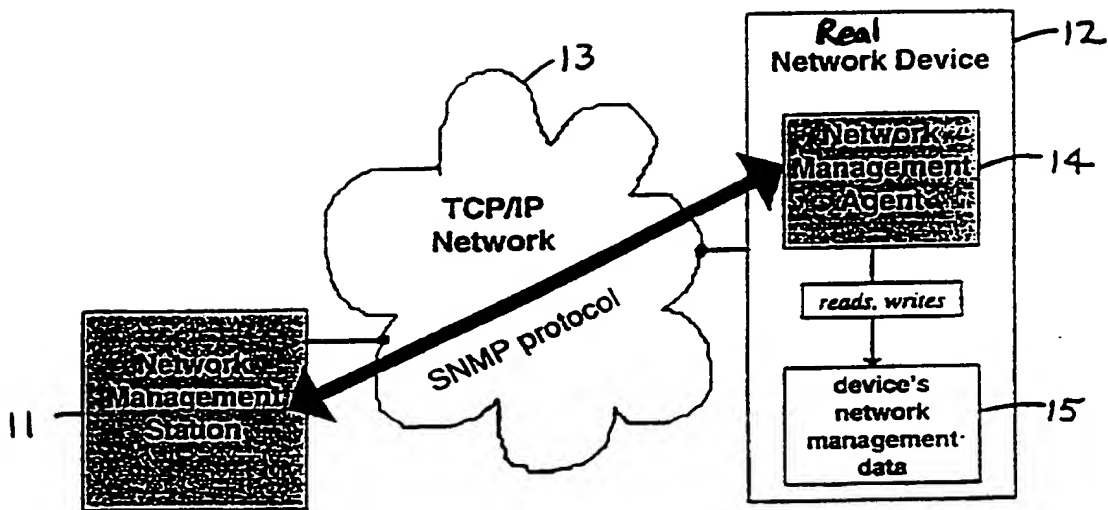 Real
Network Device
12
13
Network
Management
Agent
14
TCP/IP
Network
reads, writes
SNMP protocol
Network
Management
Station
11
device's
network
management
data
15